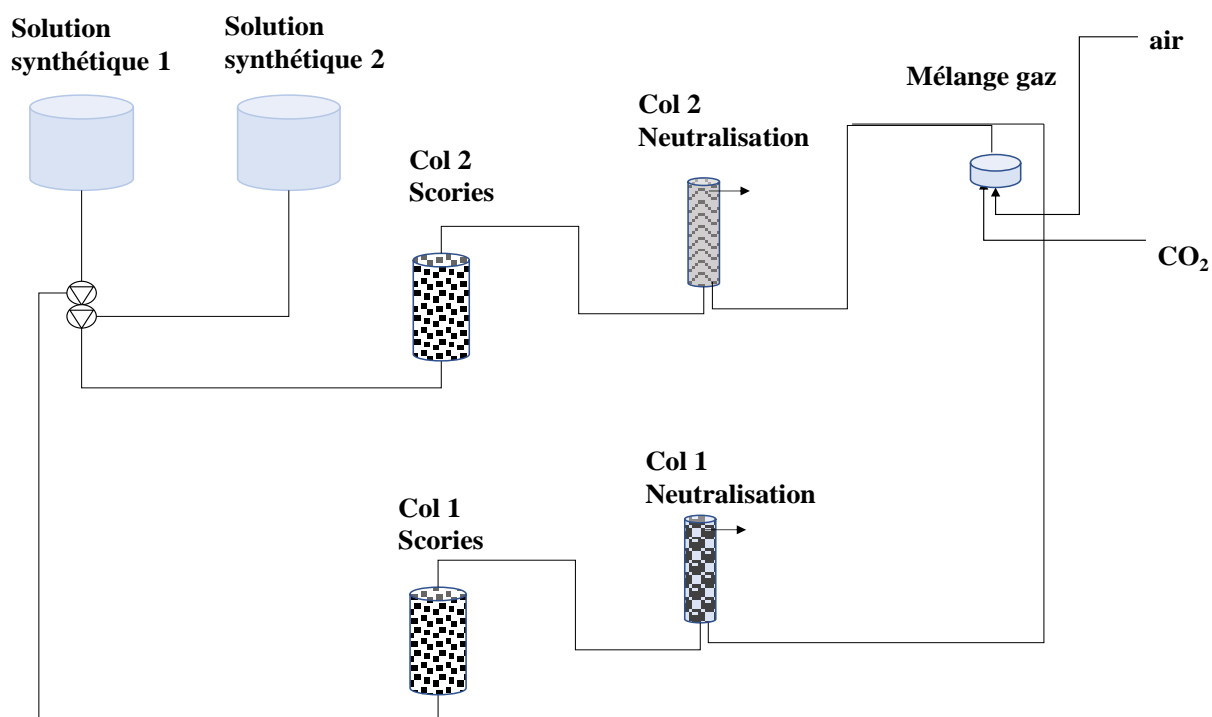 Solution
synthétique 1
Solution
synthétique 2
air
Mélange gaz
Col 2
Neutralisation
Col 2
Scories
CO₂
Col 1
Neutralisation
Col 1
Scories